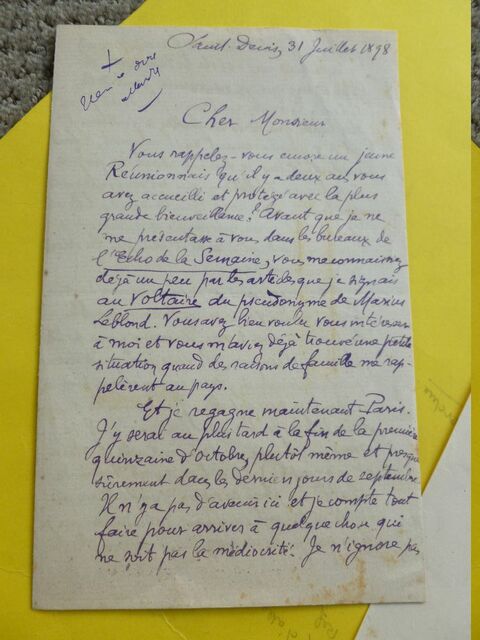 Saint-Denis, 31 Juillet 1898
Cher Monsieur
Vous rappelez-vous encore un jeune
Réunionnais qu'il y a deux ans vous
avez accueilli et protégé avec la plus
grande bienveillance? Avant que je ne
me présentasse à vous dans les bureaux de
l'Echo de la Semaine, vous me connaissiez
déjà un peu par les articles que je signais
au Voltaire du pseudonyme de Marius
Leblond. Vous avez bien voulu vous intéresser
à moi et vous m'aviez déjà trouvé une petite
situation quand des raisons de famille me rap-
pelèrent au pays.
Et je regagne maintenant Paris.
J'y serai au plus tard à la fin de la première
quinzaine d'octobre, plutôt même et presque
sûrement dans les derniers jours de septembre
Il n'y a pas d'avenir ici et je compte tout
faire pour arriver à quelque chose qui
ne soit pas la médiocrité. Je n'ignore pas